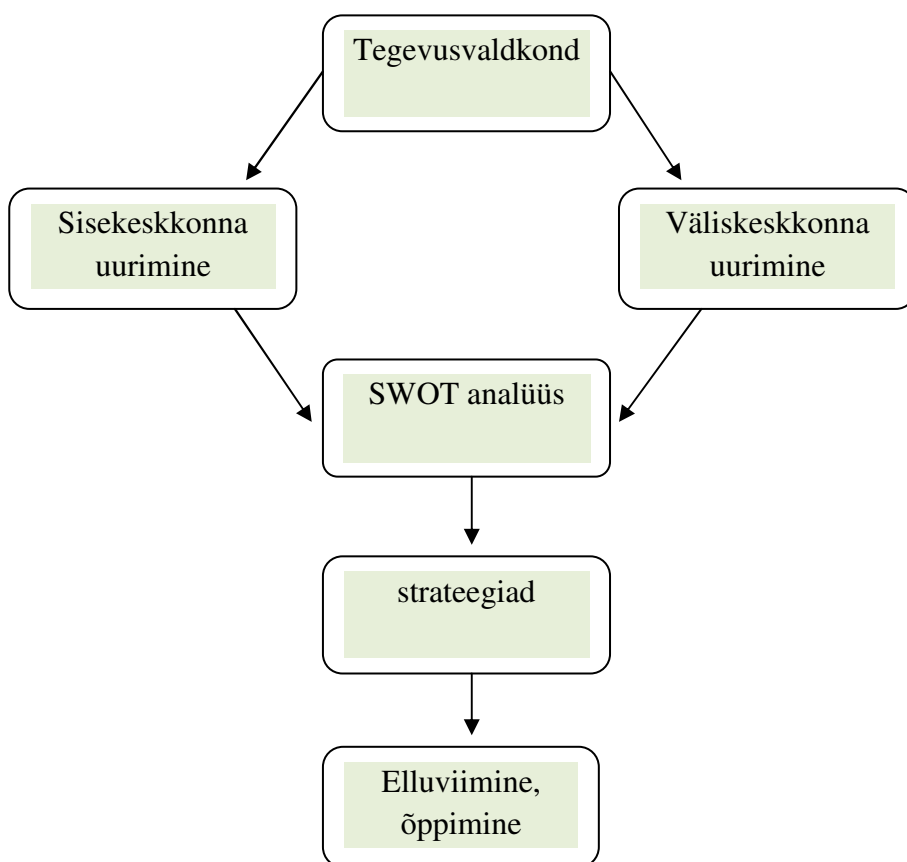 Tegevusvaldkond
Sisekeskkonna
uurimine
Väliskeskkonna
uurimine
SWOT analüüs
strateegiad
Elluviimine,
õppimine